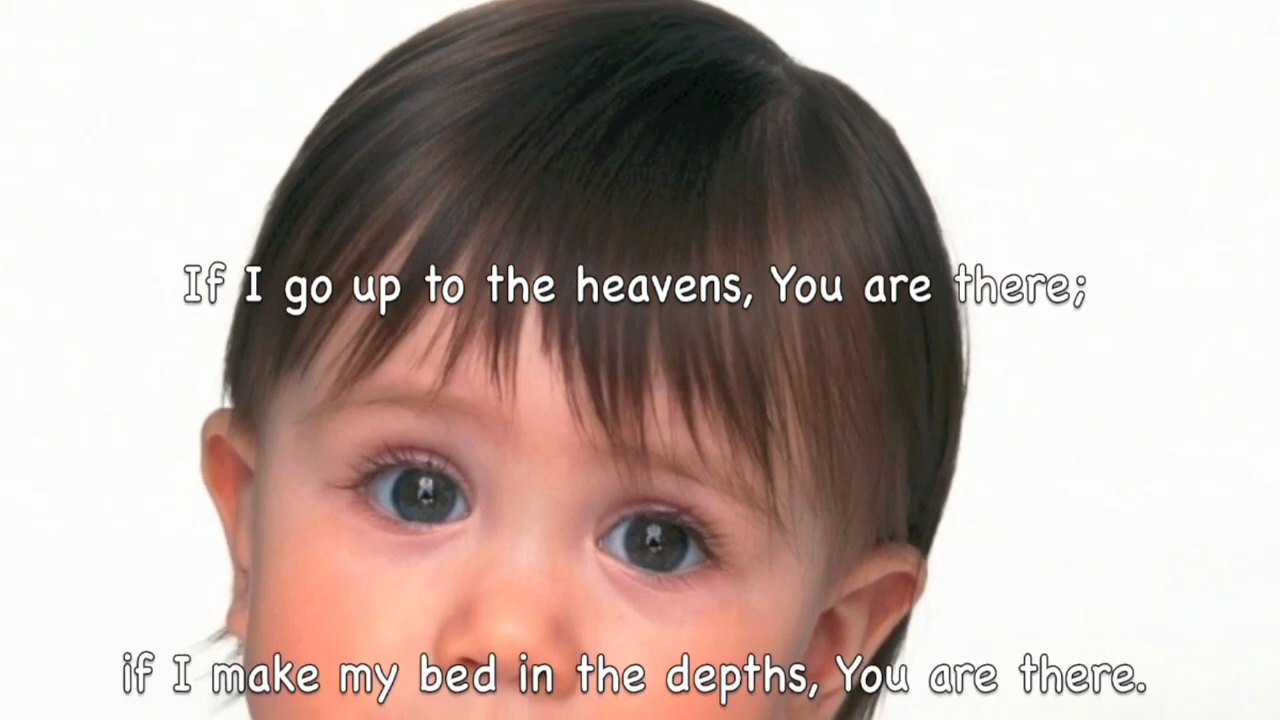 If I go up to the heavens, You are there;
if I make my bed in the depths, You are there.